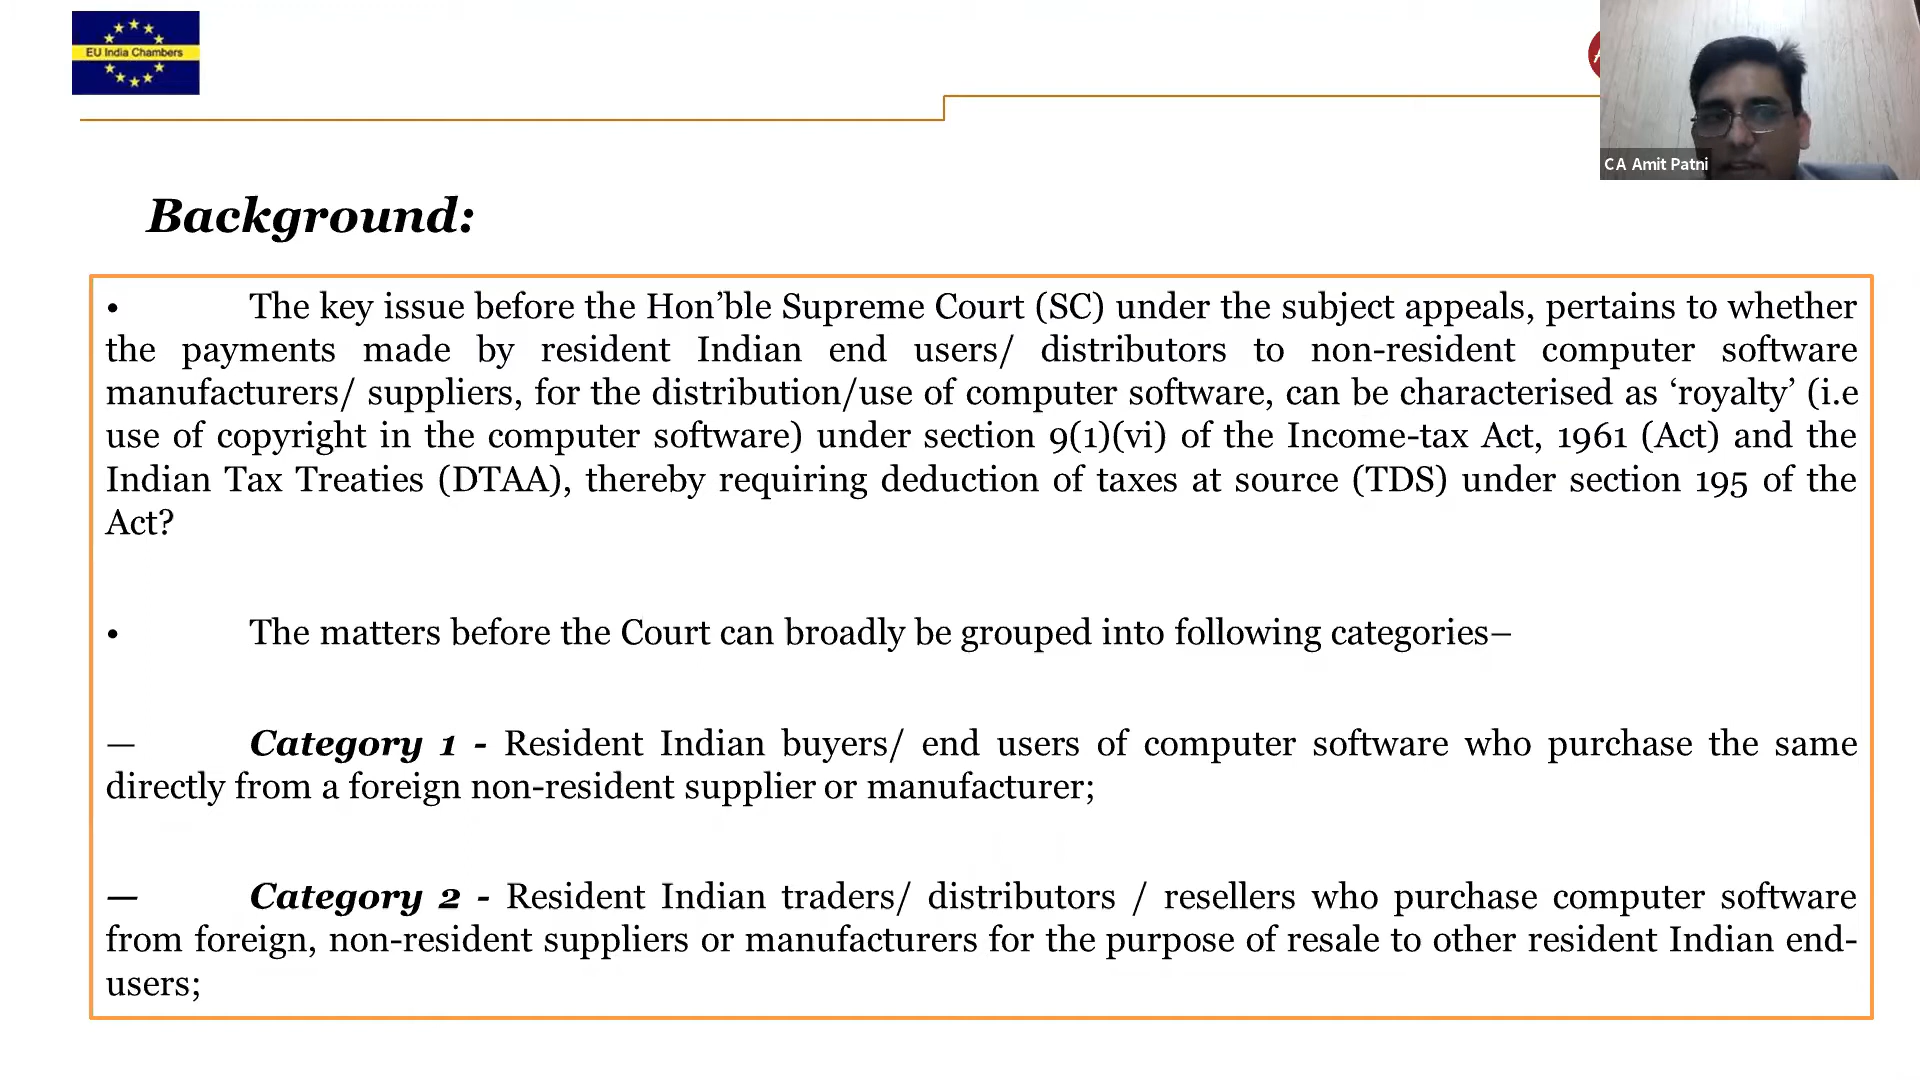 EU India Chambers
CA Amit Patni
Background:
• The key issue before the Hon’ble Supreme Court (SC) under the subject appeals, pertains to whether
the payments made by resident Indian end users/ distributors to non-resident computer software
manufacturers/ suppliers, for the distribution/use of computer software, can be characterised as ‘royalty’ (i.e
use of copyright in the computer software) under section 9(1)(vi) of the Income-tax Act, 1961 (Act) and the
Indian Tax Treaties (DTAA), thereby requiring deduction of taxes at source (TDS) under section 195 of the
Act?
• The matters before the Court can broadly be grouped into following categories–
— Category 1 - Resident Indian buyers/ end users of computer software who purchase the same
directly from a foreign non-resident supplier or manufacturer;
— Category 2 - Resident Indian traders/ distributors / resellers who purchase computer software
from foreign, non-resident suppliers or manufacturers for the purpose of resale to other resident Indian end-
users;